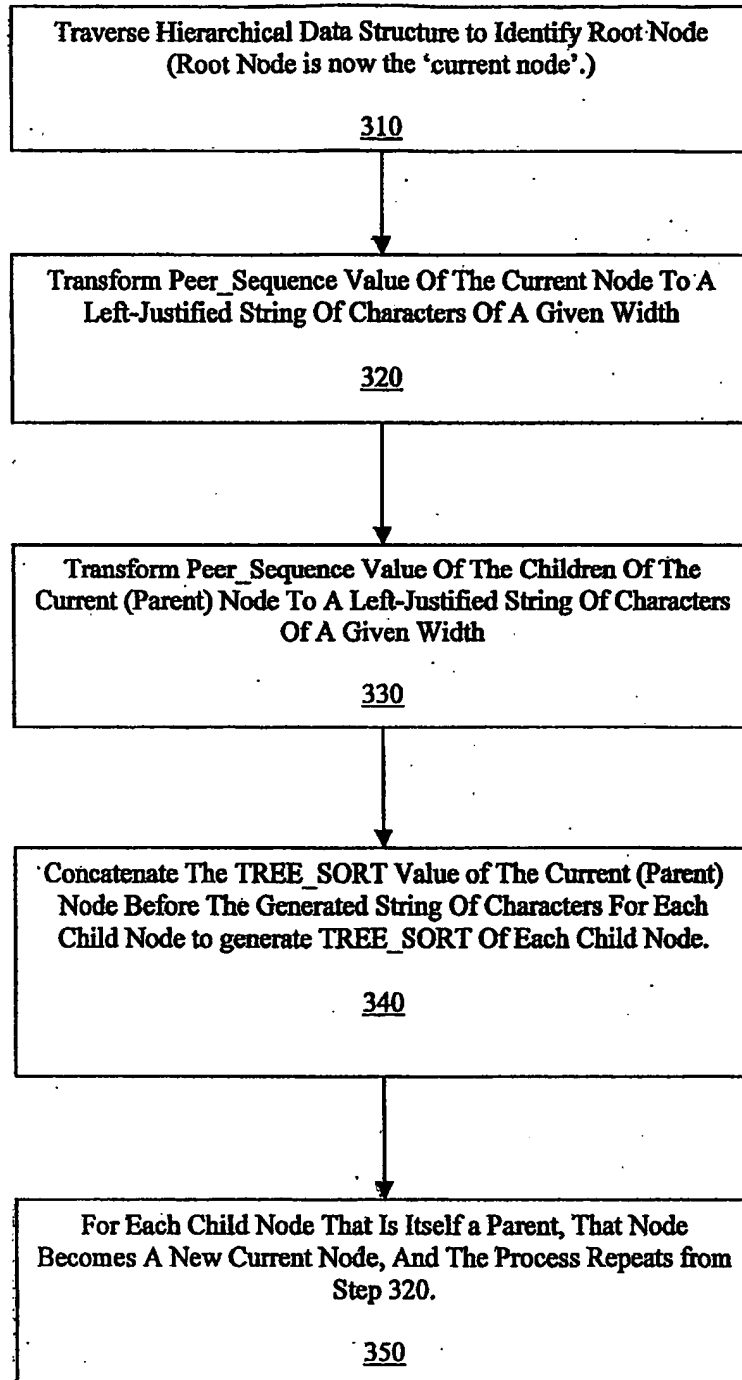 Traverse Hierarchical Data Structure to Identify Root Node
(Root Node is now the ‘current node’.)
310
Transform Peer_Sequence Value Of The Current Node To A
Left-Justified String Of Characters Of A Given Width
320
Transform Peer_Sequence Value Of The Children Of The
Current (Parent) Node To A Left-Justified String Of Characters
Of A Given Width
330
Concatenate The TREE_SORT Value of The Current (Parent)
Node Before The Generated String Of Characters For Each
Child Node to generate TREE_SORT Of Each Child Node.
340
For Each Child Node That Is Itself a Parent, That Node
Becomes A New Current Node, And The Process Repeats from
Step 320.
350